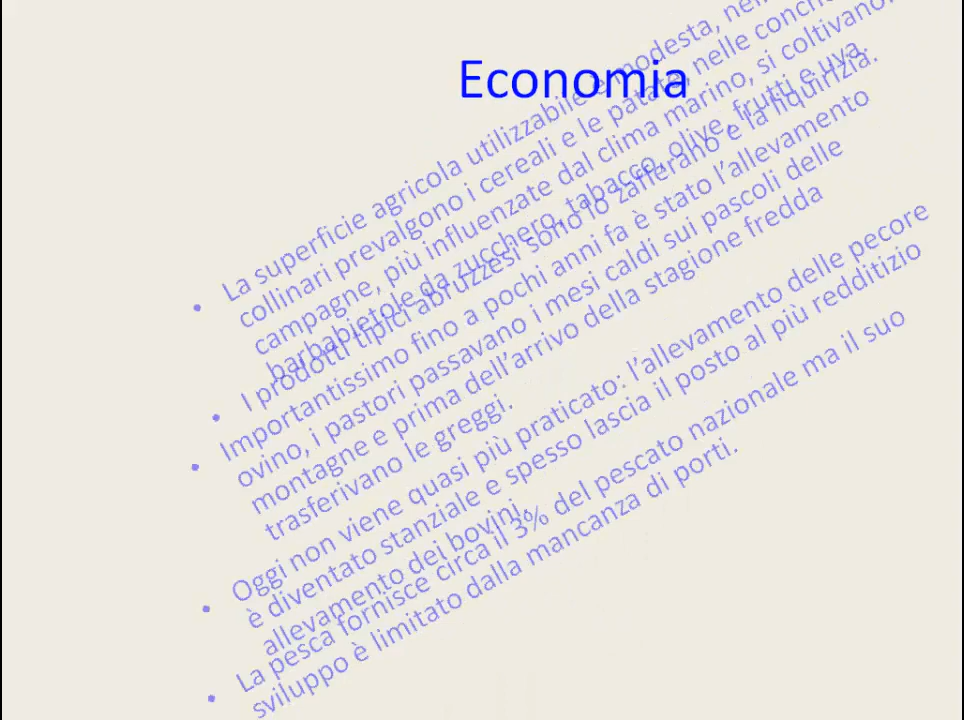 Economia
• La superficie agricola utilizzabile è modesta,
collinari prevalgono i cereali e le patate, nelle
campagne, più influenzate dal clima marino, si coltivano:
barbabietole da zucchero, tabacco, olive, frutti e uva.
• I prodotti tipici abruzzesi sono lo zafferano e la liquirizia.
• Importantissimo fino a pochi anni fa è stato l’allevamento
ovino, i pastori passavano i mesi caldi sui pascoli delle
montagne e prima dell’arrivo della stagione fredda
trasferivano le greggi.
• Oggi non viene quasi più praticato: l’allevamento delle pecore
è diventato stanziale e spesso lascia il posto al più redditizio
allevamento dei bovini.
• La pesca fornisce circa il 3% del pescato nazionale ma il suo
sviluppo è limitato dalla mancanza di porti.